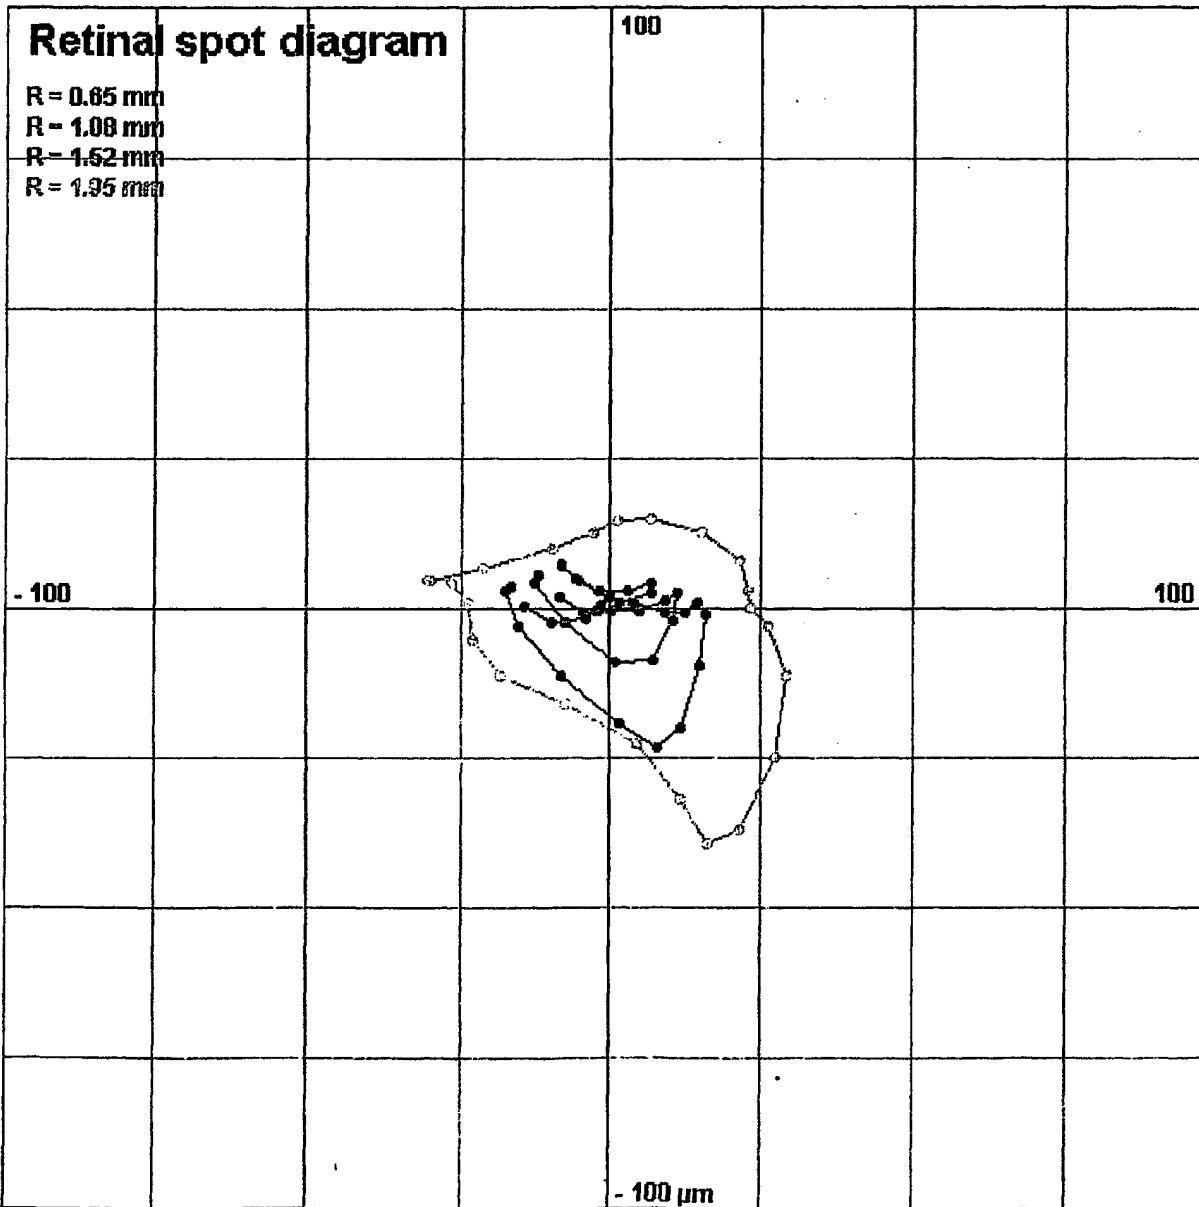 Retinal spot diagram
R = 0.65 mm
R = 1.08 mm
R = 1.52 mm
R = 1.95 mm
100
- 100
100
- 100 µm